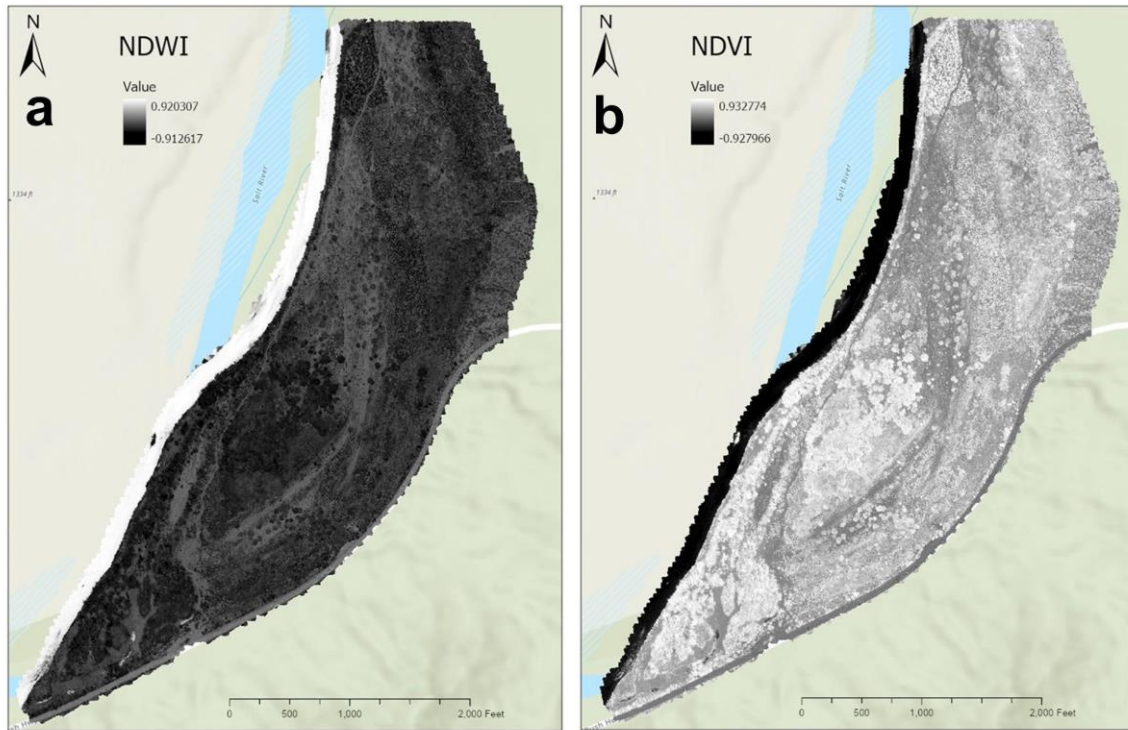 N
NDWI
Value
0.920307
-0.912617
a
1334 ft
Salt River
0 500 1,000 2,000 Feet
N
NDVI
Value
0.932774
-0.927966
b
1334 ft
Salt River
0 500 1,000 2,000 Feet